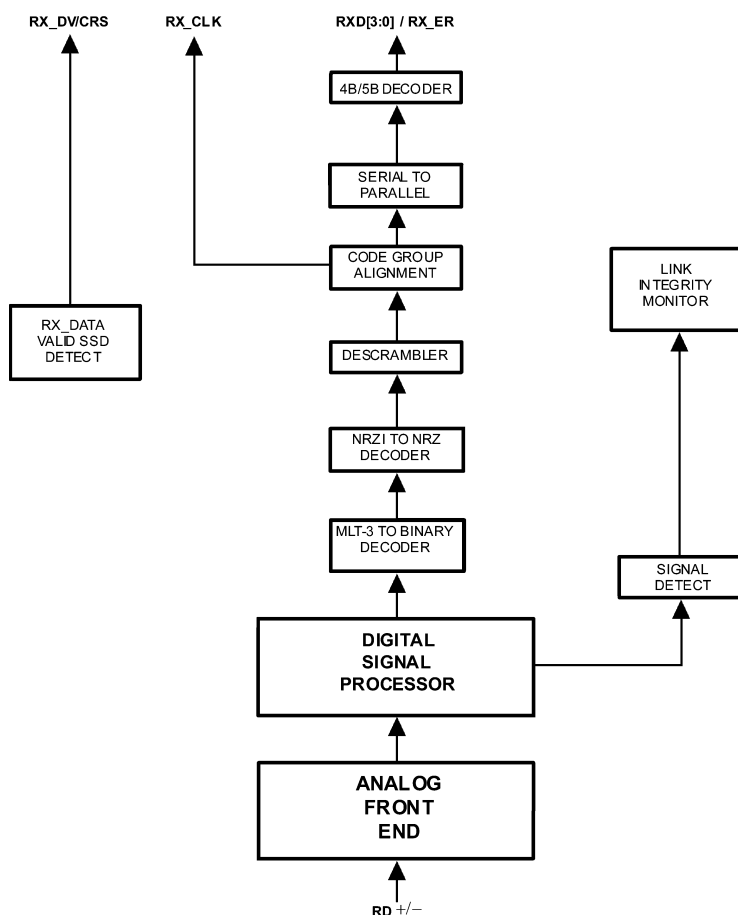 RX_DV/CRS
RX_CLK
RXD[3:0] / RX_ER
4B/5B DECODER
SERIAL TO
PARALLEL
CODE GROUP
ALIGNMENT
LINK
INTEGRITY
MONITOR
RX_DATA
VALID SSD
DETECT
DESCRAMBLER
NRZI TO NRZ
DECODER
MLT-3 TO BINARY
DECODER
SIGNAL
DETECT
DIGITAL
SIGNAL
PROCESSOR
ANALOG
FRONT
END
RD +/−